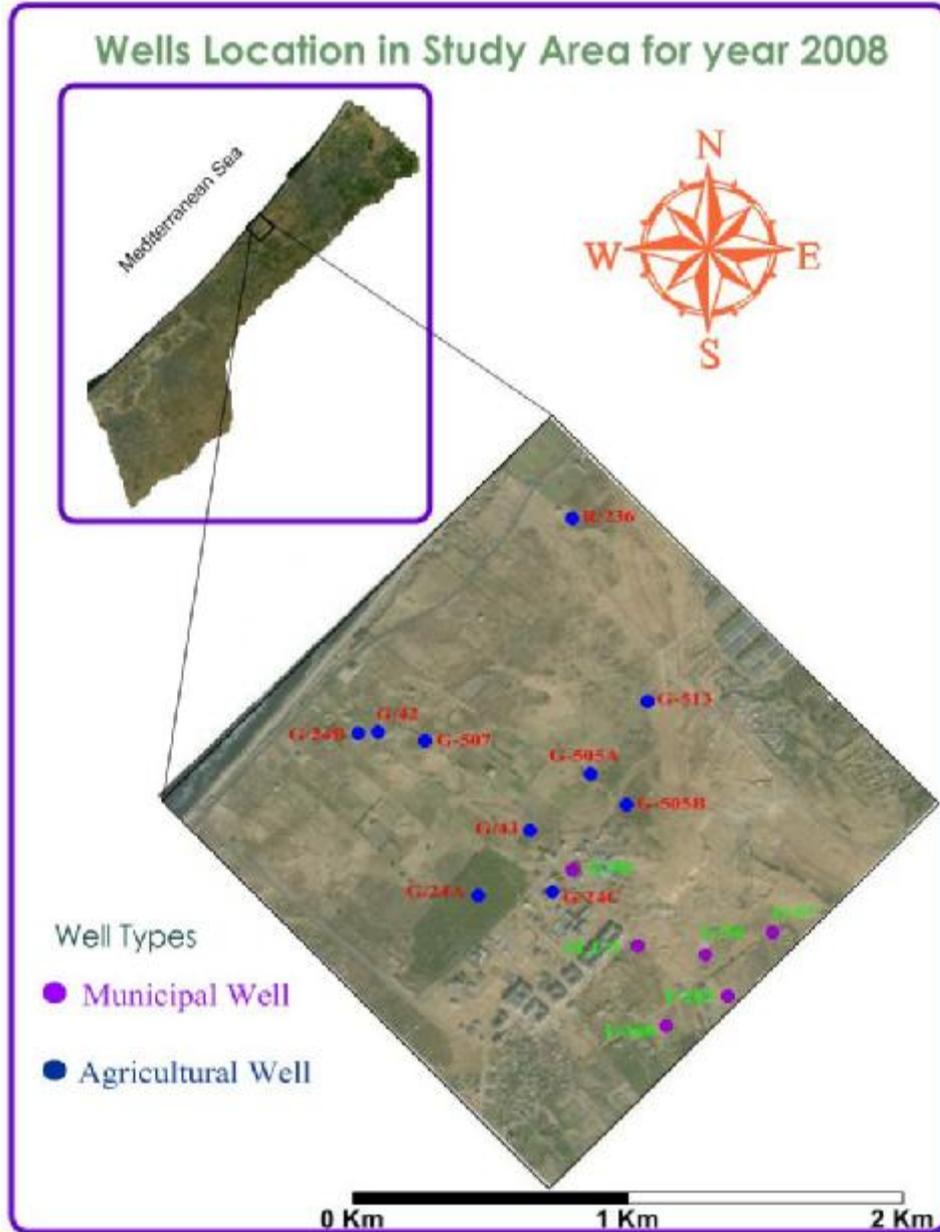 Wells Location in Study Area for year 2008
Mediterranean Sea
N
W E
S
R/236
G-513
G/42
G/24B
G-507
G-505A
G-505B
G/43
G/24A
G-24C
Well Types
Municipal Well
Agricultural Well
0 Km 1 Km 2 Km